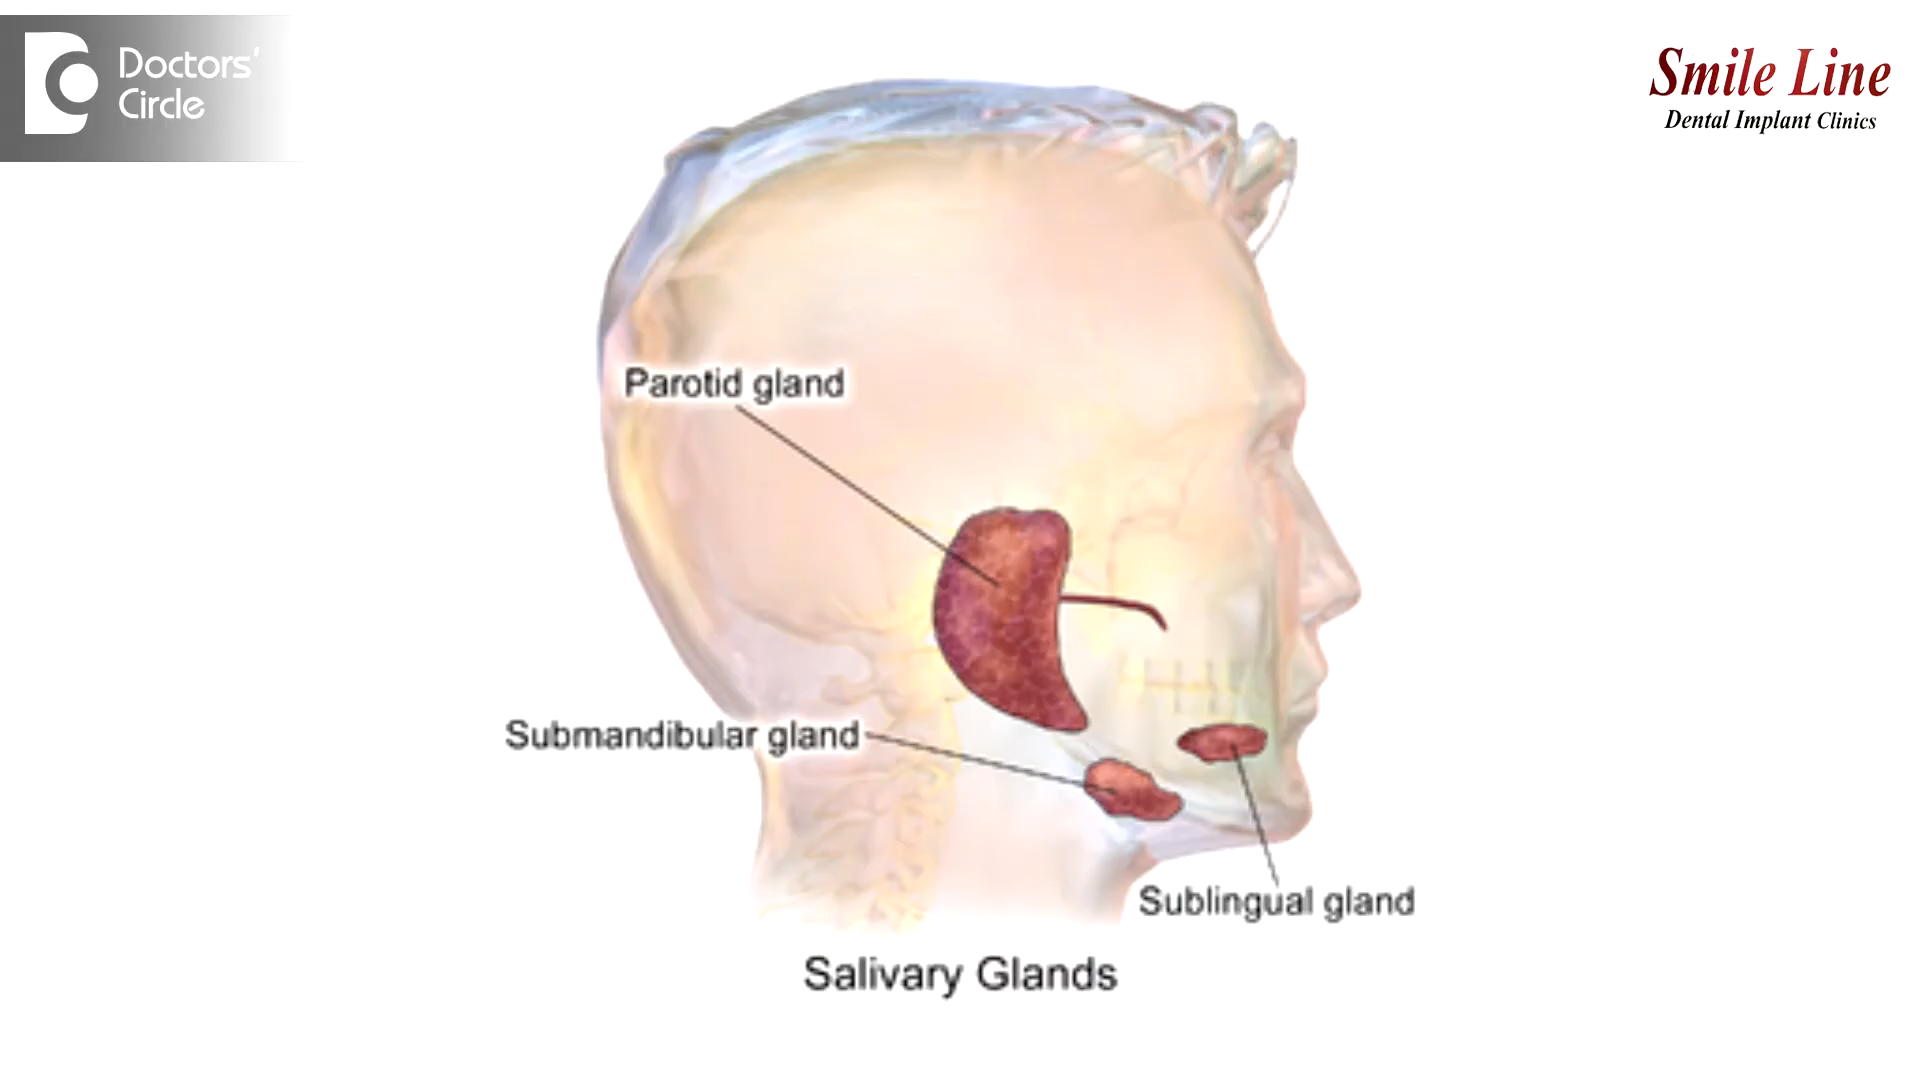 Doctors'
Circle
Smile Line
Dental Implant Clinics
Parotid gland
Submandibular gland
Sublingual gland
Salivary Glands